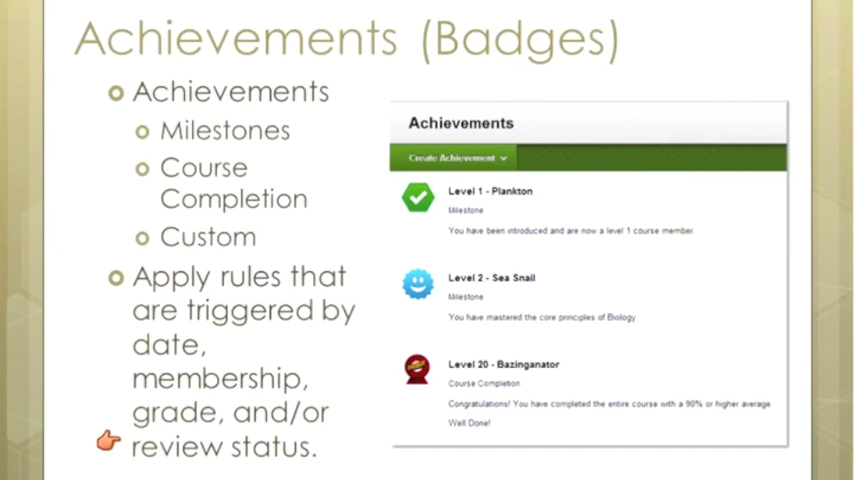 Achievements (Badges)
Achievements
Milestones
Course
Completion
Custom
Apply rules that
are triggered by
date,
membership,
grade, and/or
review status.
Achievements
Create Achievement
Level 1 - Plankton
Milestone
You have been introduced and are now a level 1 course member
Level 2 - Sea Snail
Milestone
You have mastered the core principles of Biology
Level 20 - Bazinganator
Course Completion
Congratulations! You have completed the entire course with a 90% or higher average
Well Done!